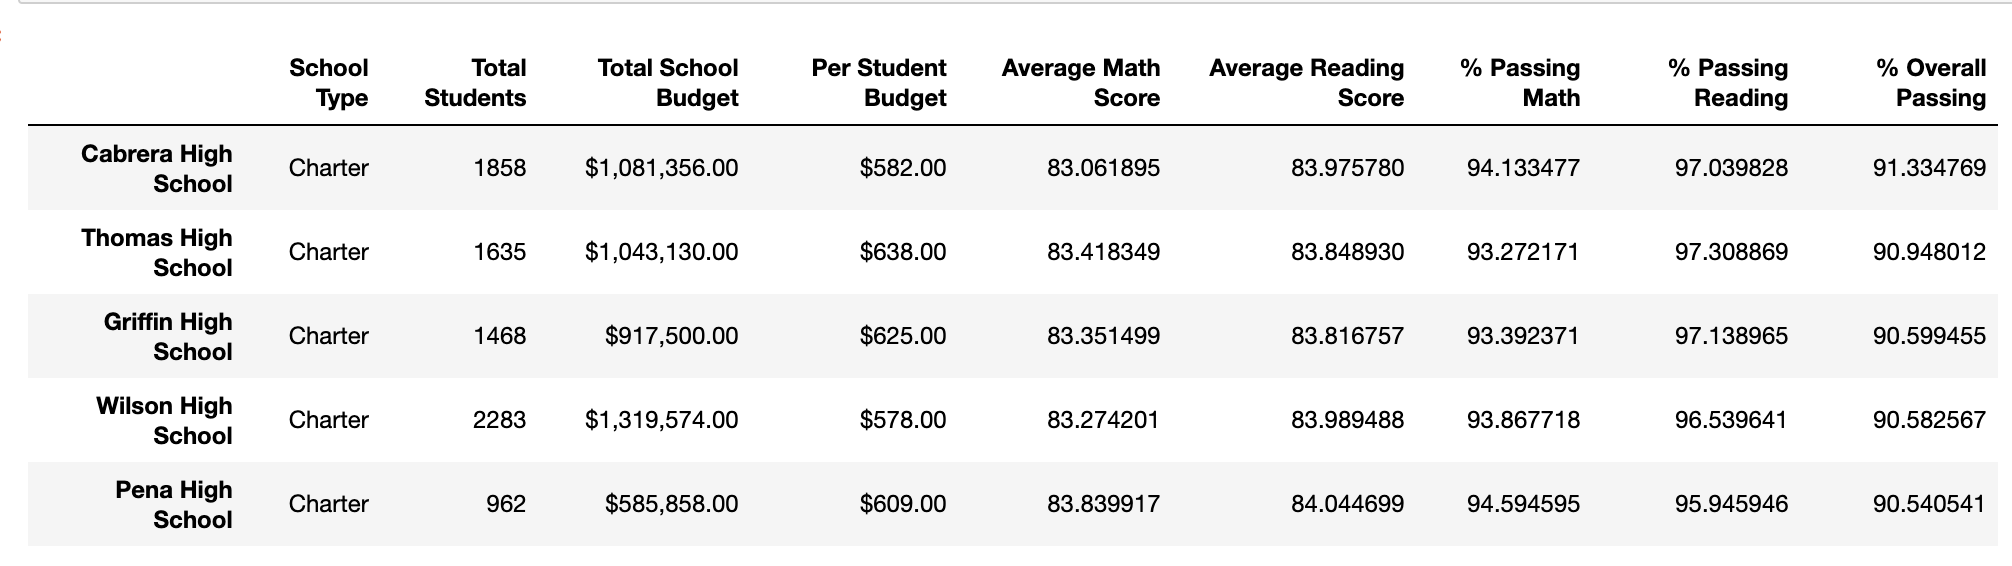 School Total Total School Per Student Average Math Average Reading % Passing % Passing % Overall
Type Students Budget Budget Score Score Math Reading Passing
Cabrera High
School Charter 1858 $1,081,356.00 $582.00 83.061895 83.975780 94.133477 97.039828 91.334769
Thomas High
School Charter 1635 $1,043,130.00 $638.00 83.418349 83.848930 93.272171 97.308869 90.948012
Griffin High
School Charter 1468 $917,500.00 $625.00 83.351499 83.816757 93.392371 97.138965 90.599455
Wilson High
School Charter 2283 $1,319,574.00 $578.00 83.274201 83.989488 93.867718 96.539641 90.582567
Pena High
School Charter 962 $585,858.00 $609.00 83.839917 84.044699 94.594595 95.945946 90.540541